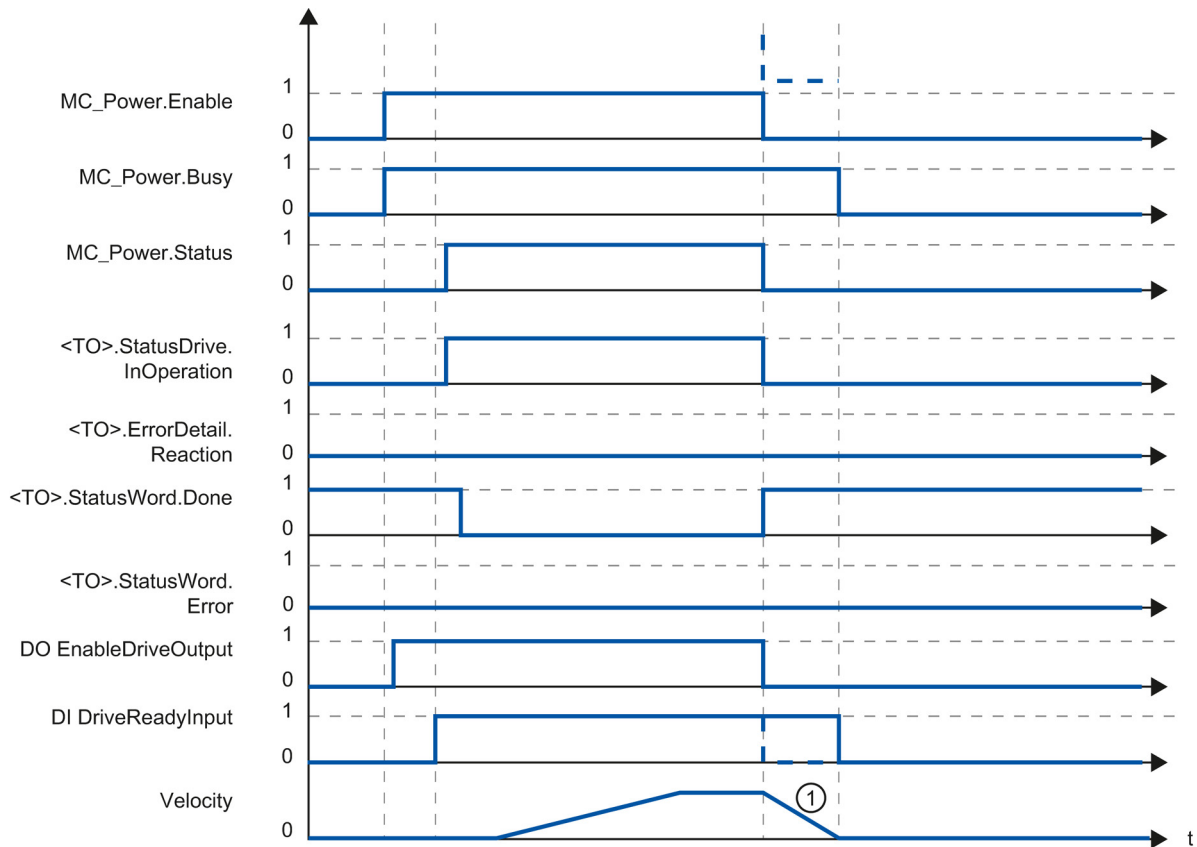 1
MC_Power.Enable
0
1
MC_Power.Busy
0
1
MC_Power.Status
0
1
<TO>.StatusDrive.
InOperation
0
1
<TO>.ErrorDetail.
Reaction
0
1
<TO>.StatusWord.Done
0
1
<TO>.StatusWord.
Error
0
1
DO EnableDriveOutput
0
1
DI DriveReadyInput
0
Velocity
1
0
t